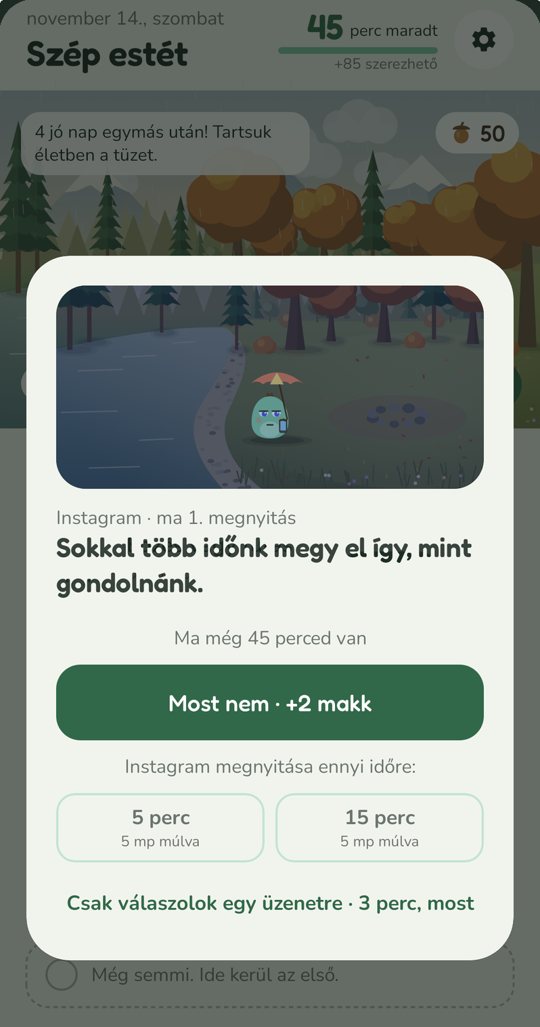 november 14., szombat
Szép estét
45 perc maradt
+85 szerezhető
4 jó nap egymás után! Tartsuk
életben a tüzet.
50
Instagram · ma 1. megnyitás
Sokkal több időnk megy el így, mint
gondolnánk.
Ma még 45 perced van
Most nem · +2 makk
Instagram megnyitása ennyi időre:
5 perc
5 mp múlva
15 perc
5 mp múlva
Csak válaszolok egy üzenetre · 3 perc, most
Még semmi. Ide kerül az első.